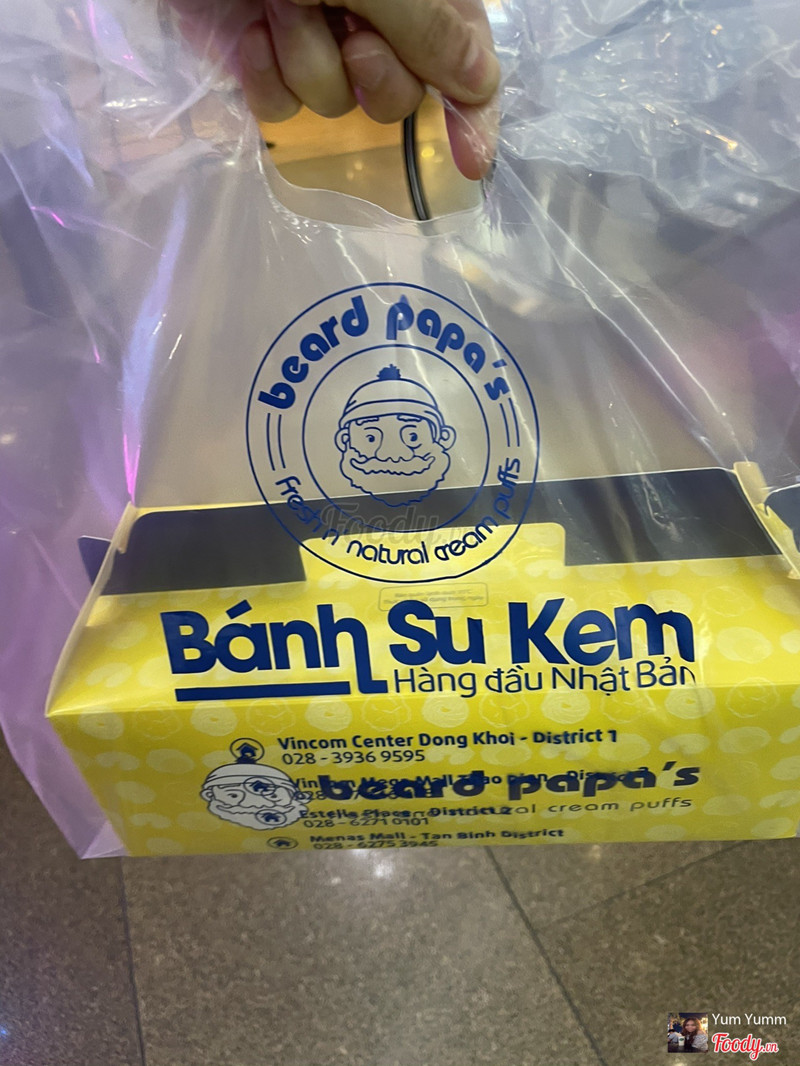 beard papa's
Fresh n' natural cream puffs
Foody
Bánh Su Kem
Hàng đầu Nhật Bản
Vincom Center Dong Khoi - District 1
028 - 3936 9595
beard papa's
Estella Place - District 2
cream puffs
028 - 6271 0101
Menas Mall - Tan Binh District
028 - 6275 3945
Yum Yumm
Foody.vn